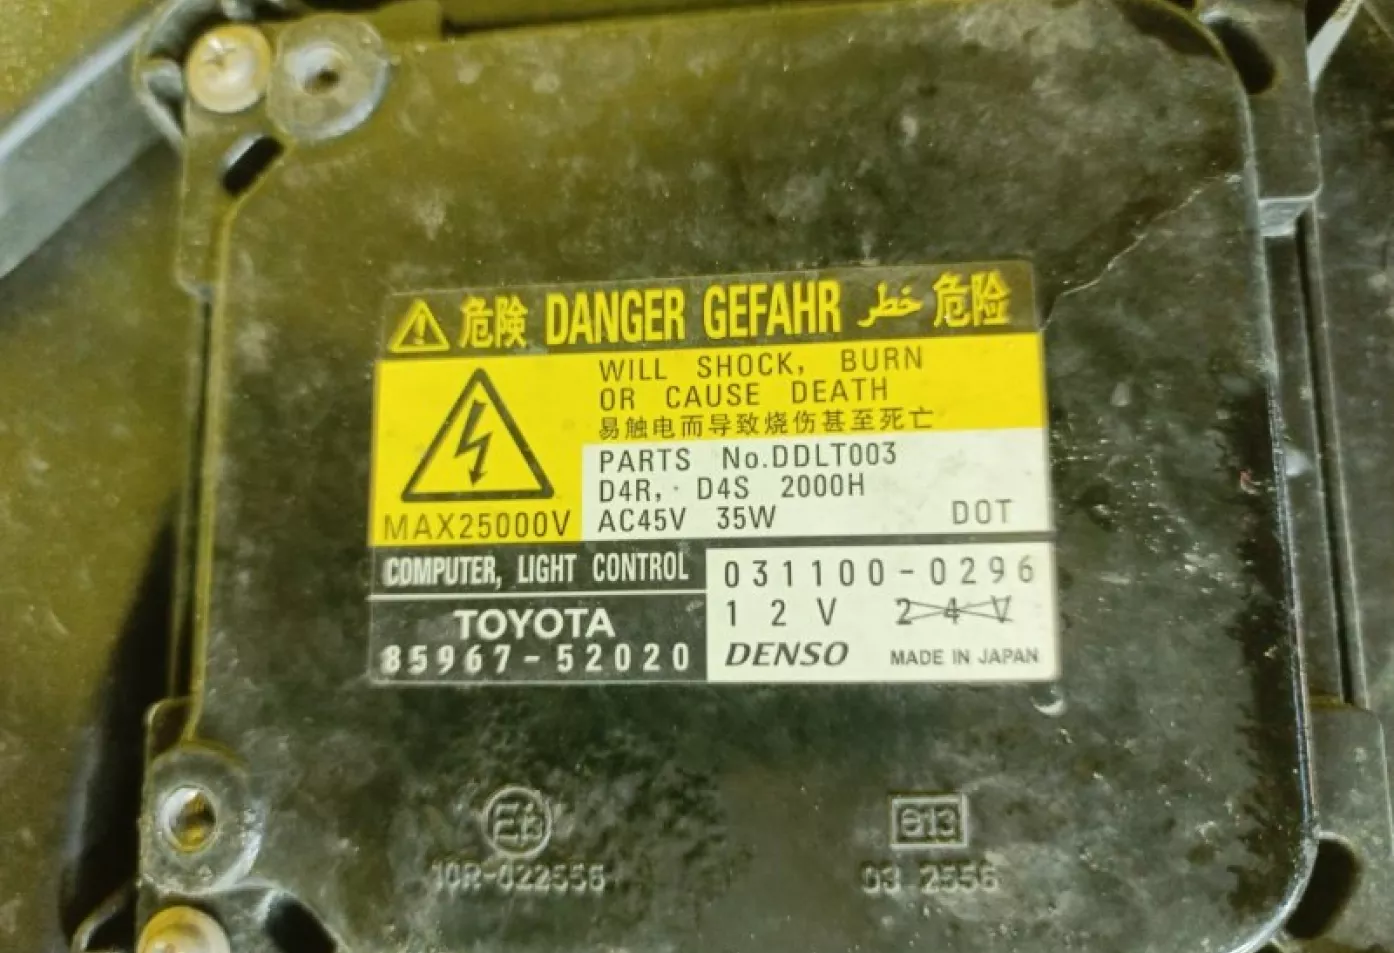 危険 DANGER GEFAHR خطر 危险
WILL SHOCK, BURN
OR CAUSE DEATH
易触电而导致烧伤甚至死亡
MAX25000V
PARTS No.DDLT003
D4R, D4S 2000H
AC45V 35W DOT
COMPUTER, LIGHT CONTROL
TOYOTA
85967-52020
031100-0296
12V 24V
DENSO MADE IN JAPAN
E13 e13
10R-022556 03 2556